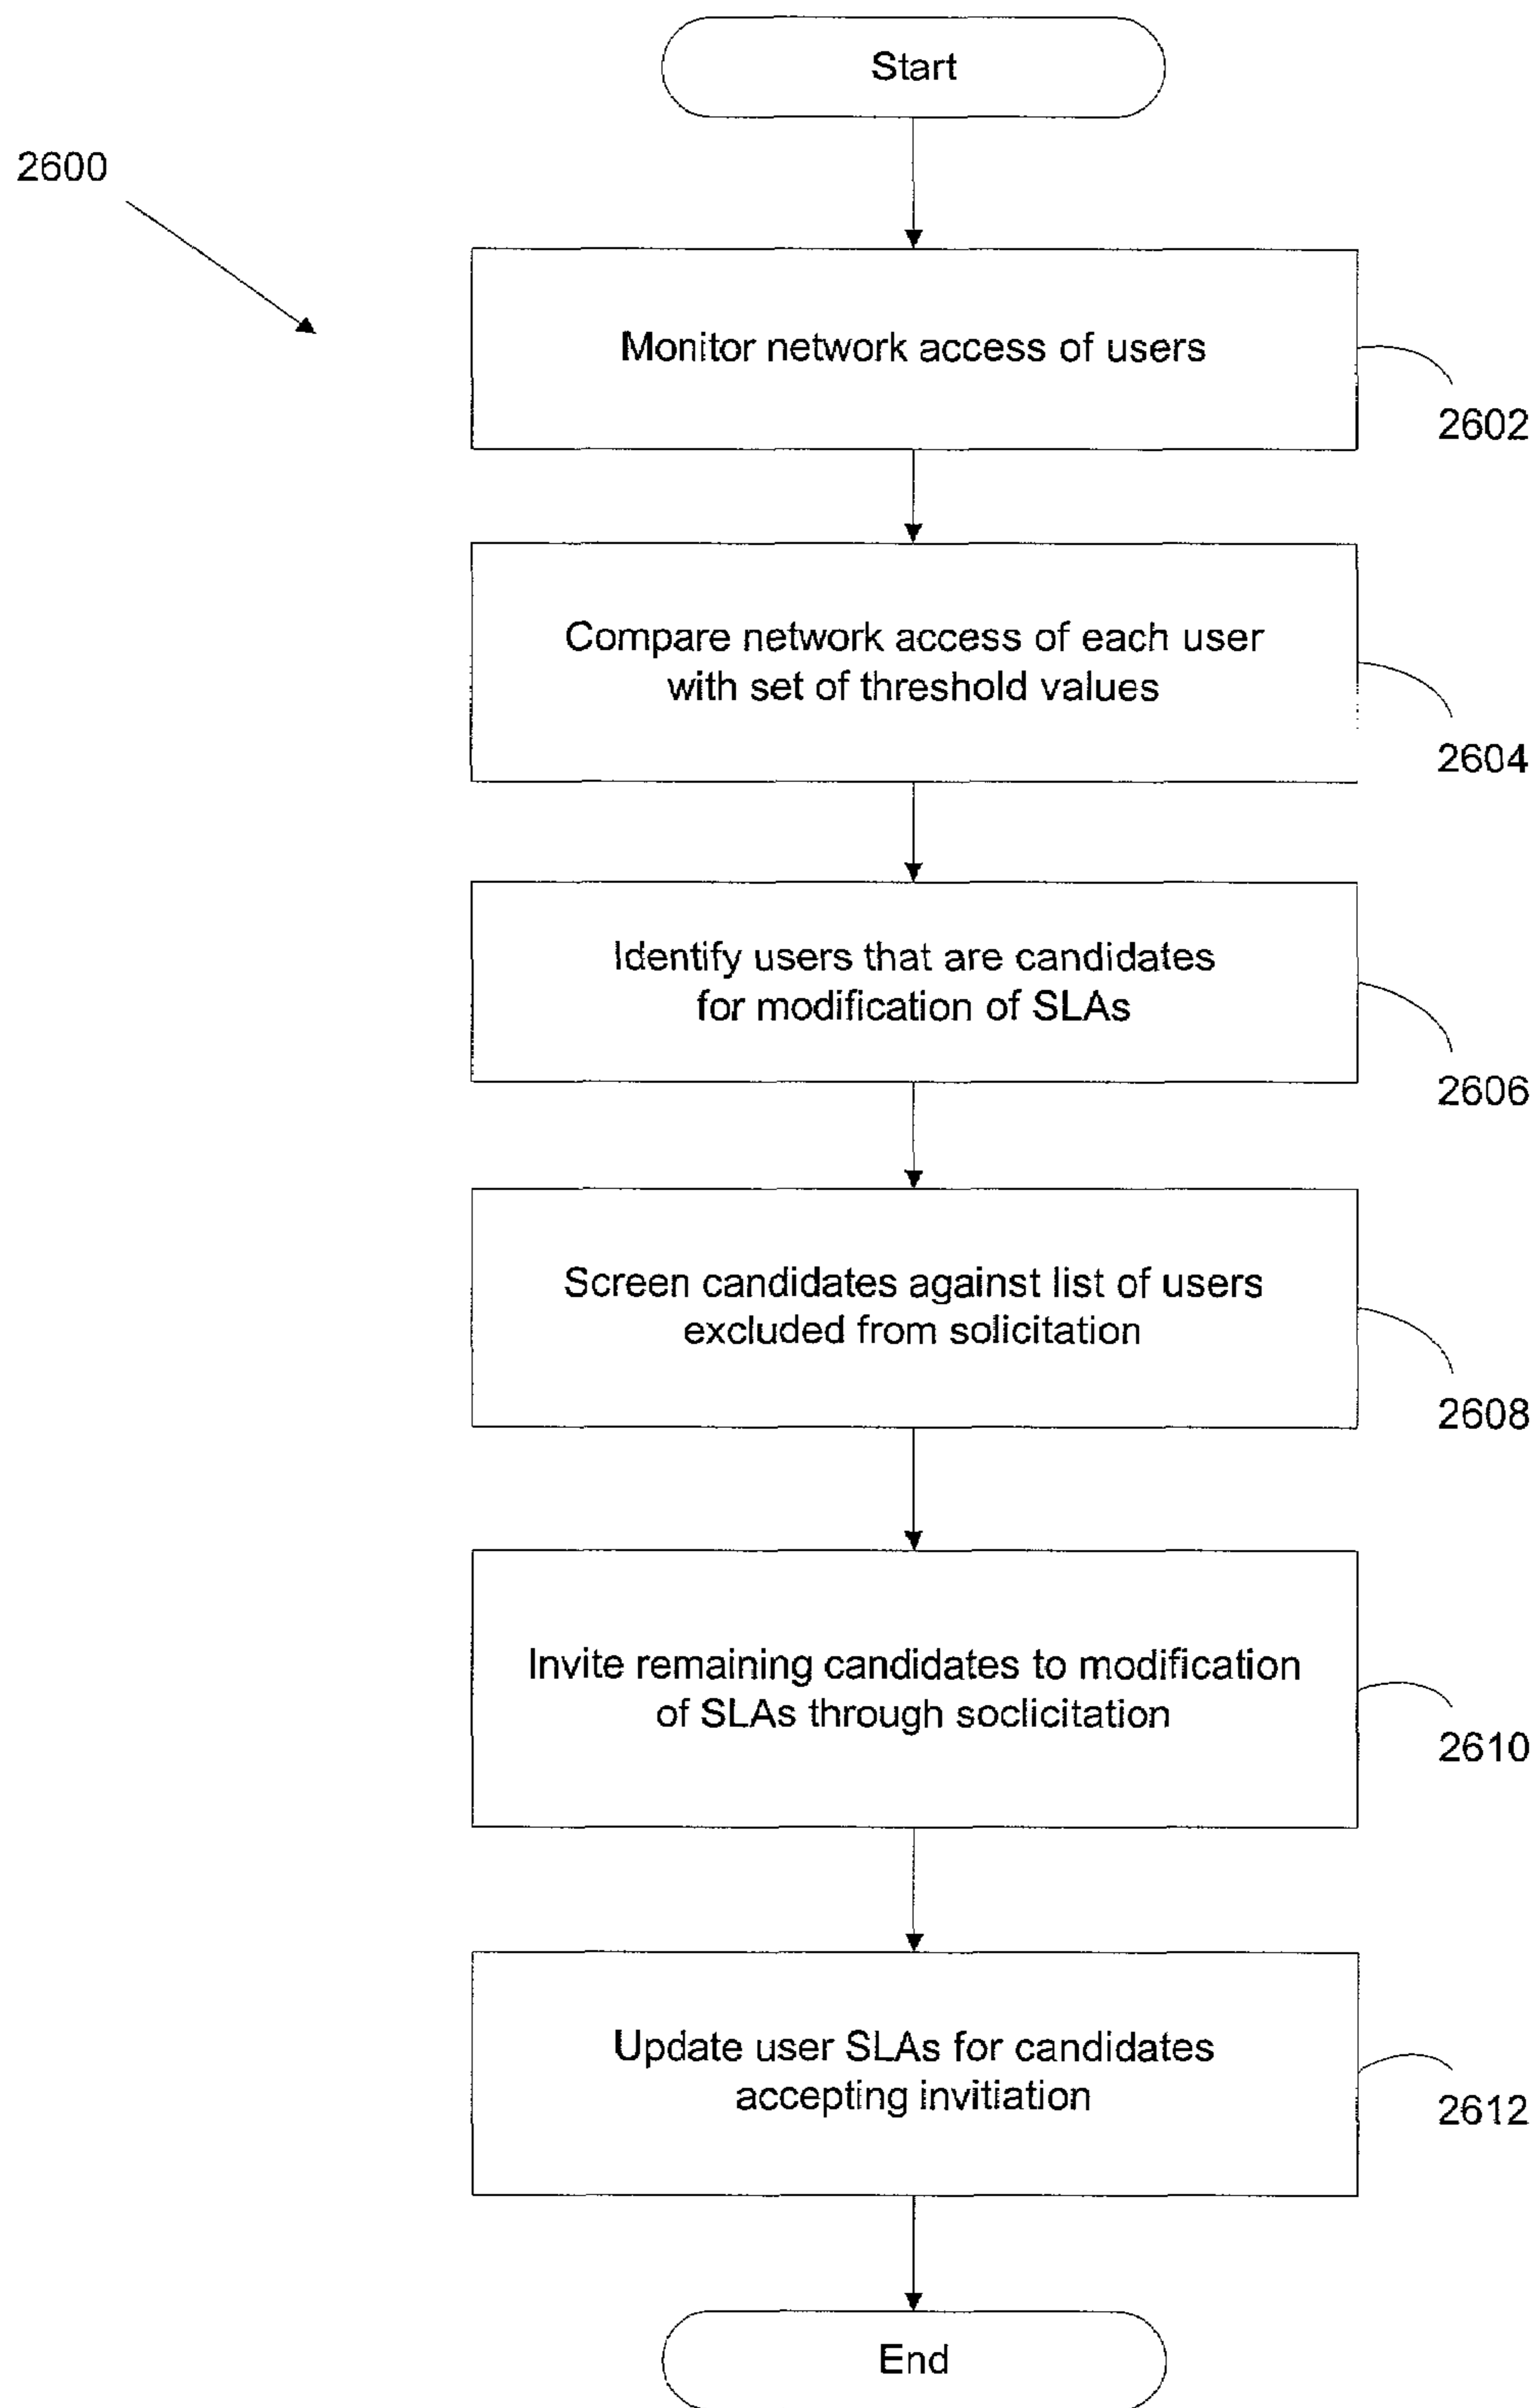 Start
2600
Monitor network access of users
2602
Compare network access of each user
with set of threshold values
2604
Identify users that are candidates
for modification of SLAs
2606
Screen candidates against list of users
excluded from solicitation
2608
Invite remaining candidates to modification
of SLAs through soclicitation
2610
Update user SLAs for candidates
accepting invitiation
2612
End